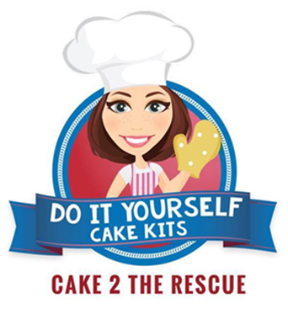 DO IT YOURSELF
CAKE KITS
CAKE 2 THE RESCUE